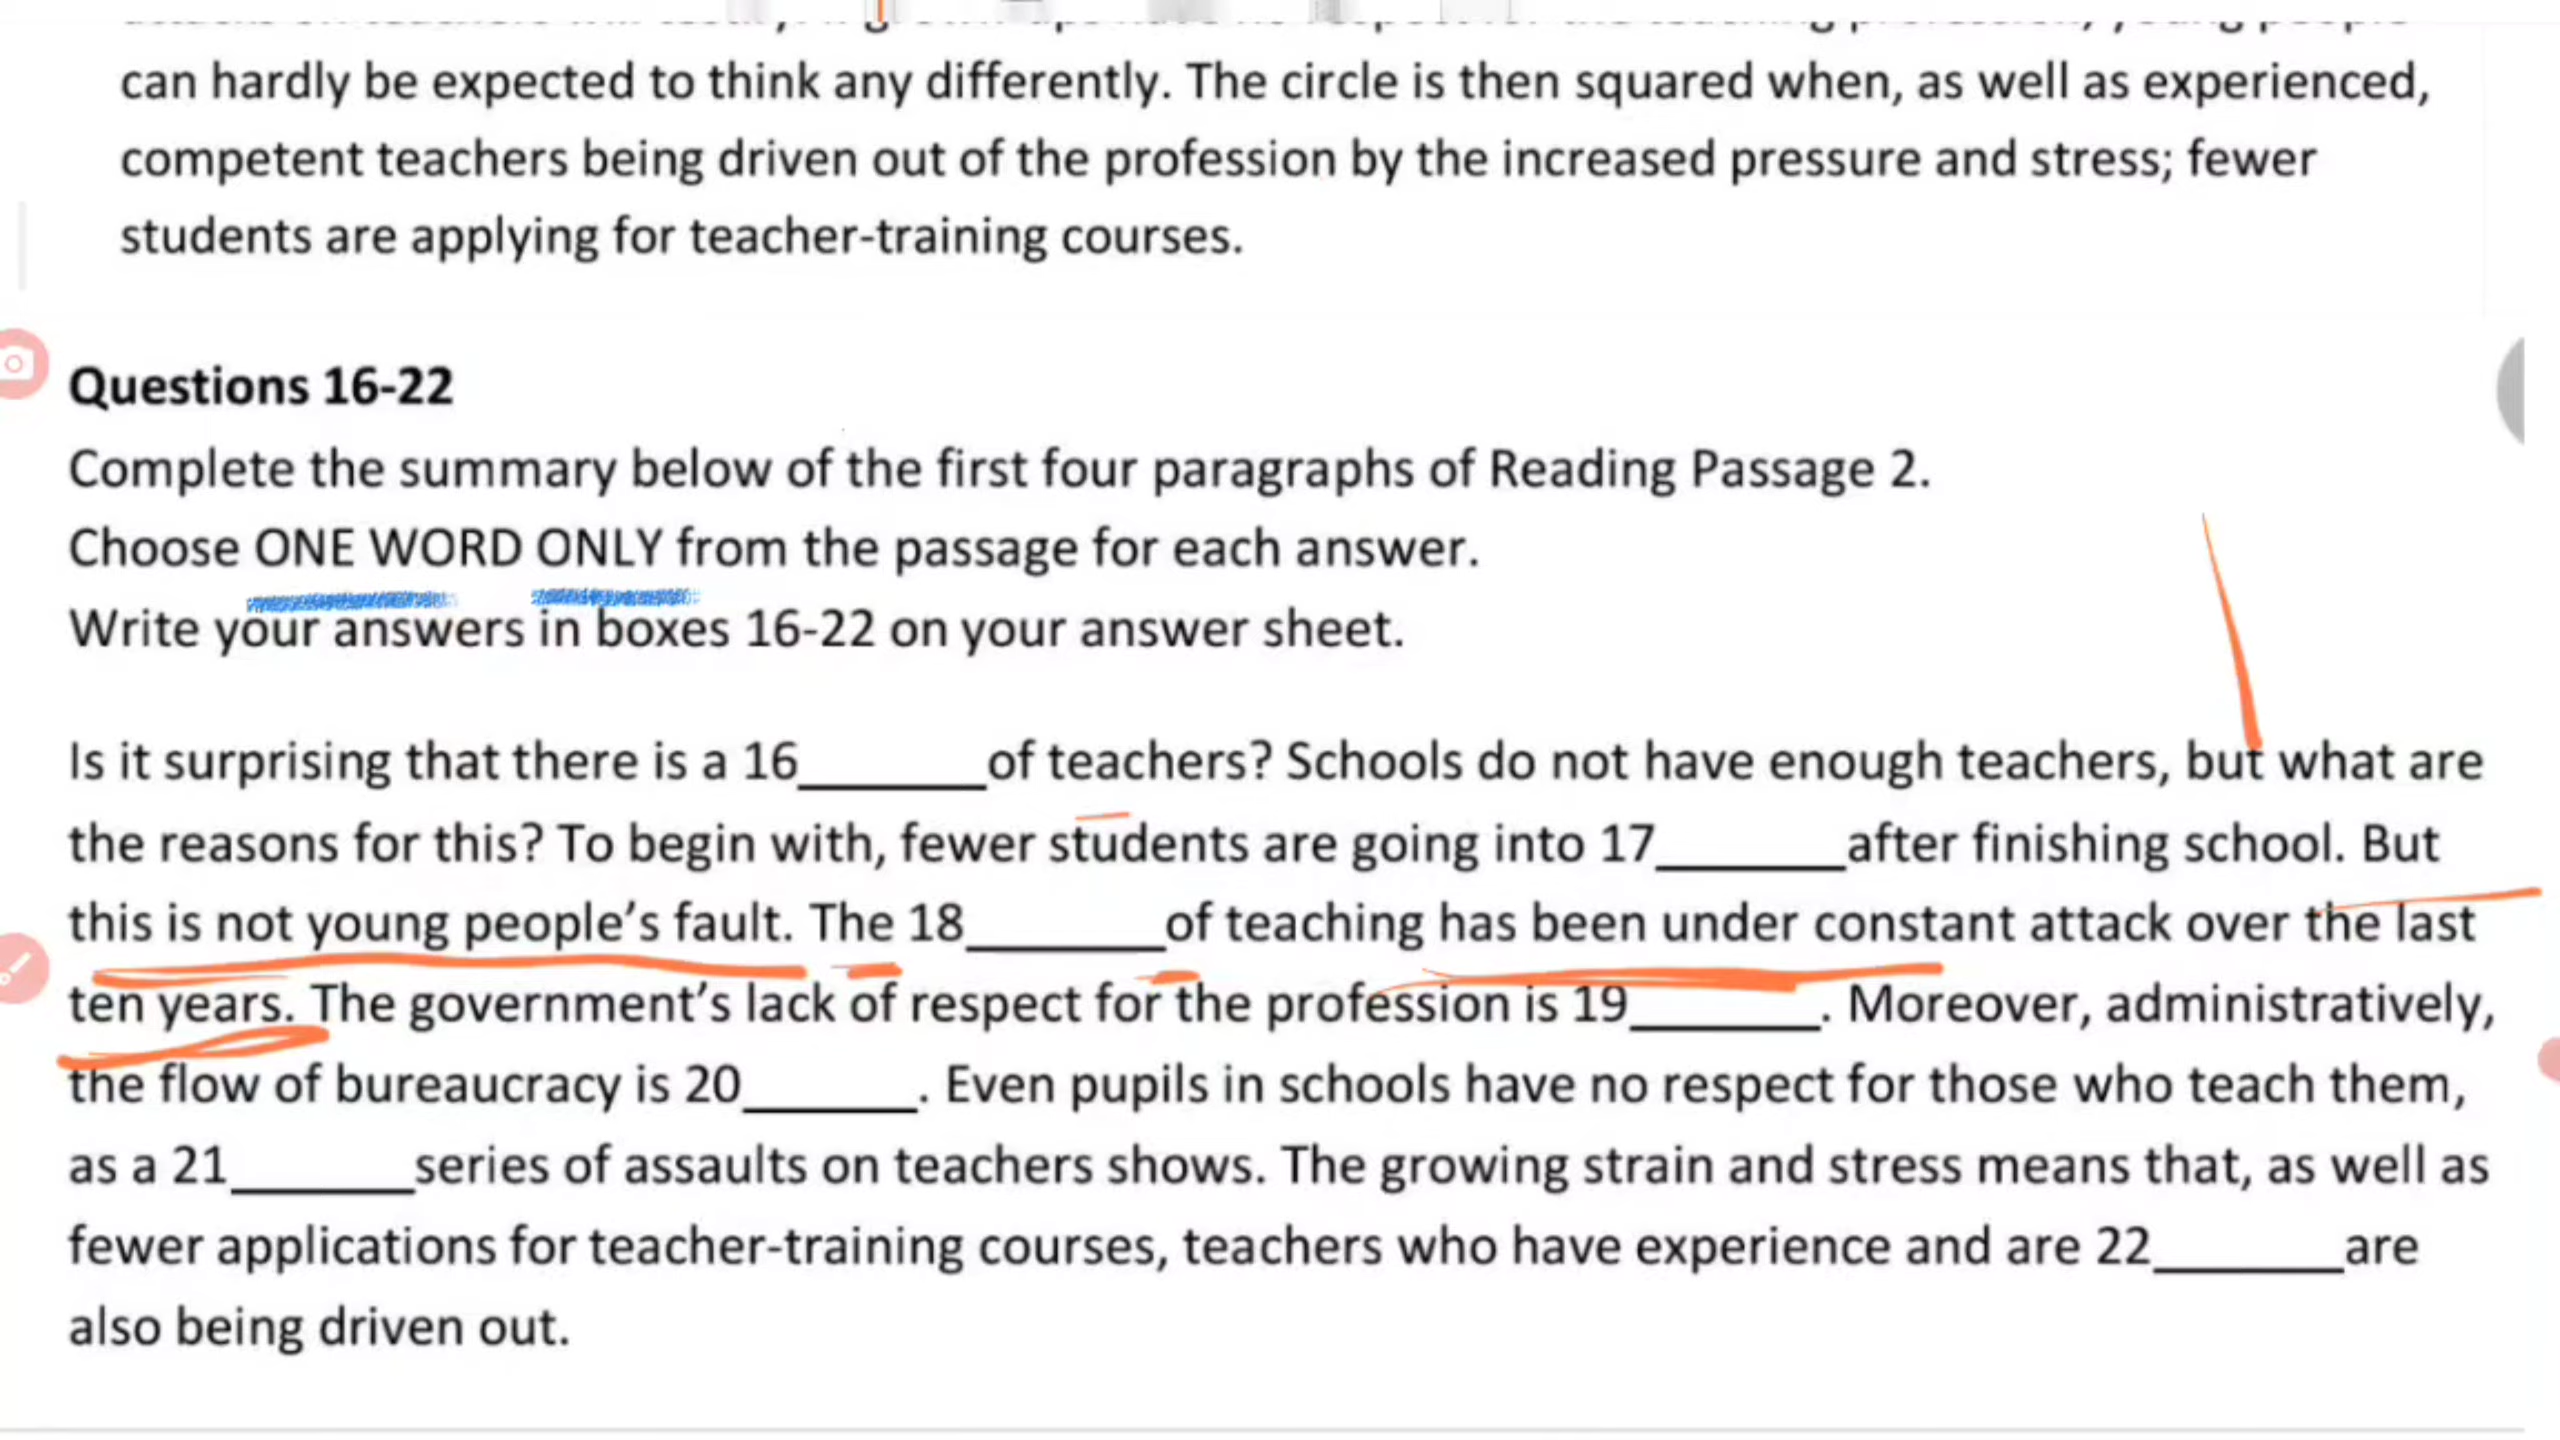 can hardly be expected to think any differently. The circle is then squared when, as well as experienced,
competent teachers being driven out of the profession by the increased pressure and stress; fewer
students are applying for teacher-training courses.
Questions 16-22
Complete the summary below of the first four paragraphs of Reading Passage 2.
Choose ONE WORD ONLY from the passage for each answer.
Write your answers in boxes 16-22 on your answer sheet.
Is it surprising that there is a 16_______of teachers? Schools do not have enough teachers, but what are
the reasons for this? To begin with, fewer students are going into 17_______after finishing school. But
this is not young people's fault. The 18_______of teaching has been under constant attack over the last
ten years. The government's lack of respect for the profession is 19_______. Moreover, administratively,
the flow of bureaucracy is 20_______. Even pupils in schools have no respect for those who teach them,
as a 21_______series of assaults on teachers shows. The growing strain and stress means that, as well as
fewer applications for teacher-training courses, teachers who have experience and are 22_______are
also being driven out.